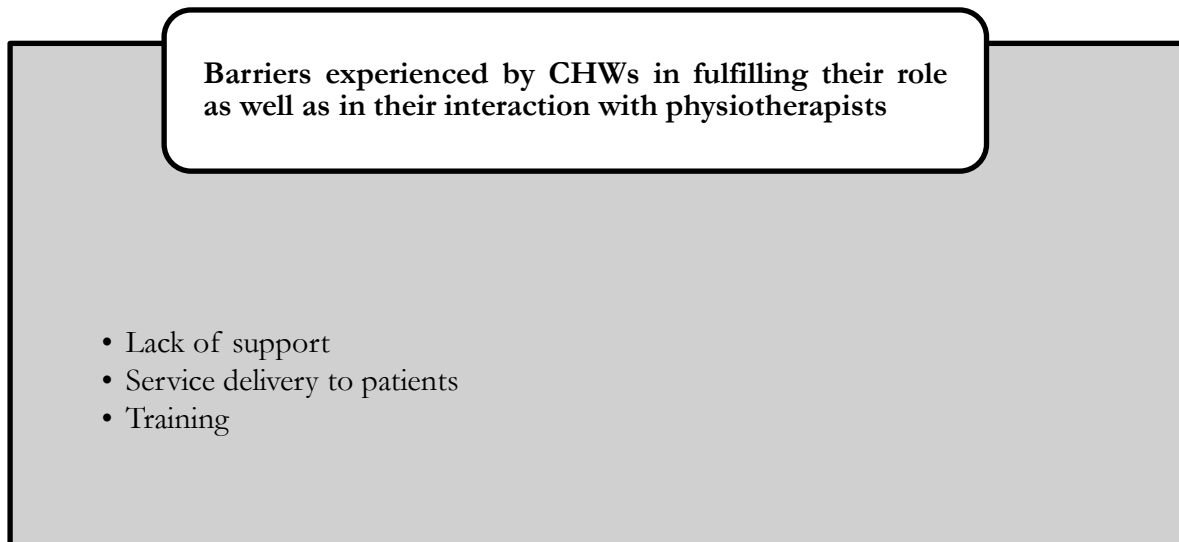 Barriers experienced by CHWs in fulfilling their role
as well as in their interaction with physiotherapists
• Lack of support
• Service delivery to patients
• Training